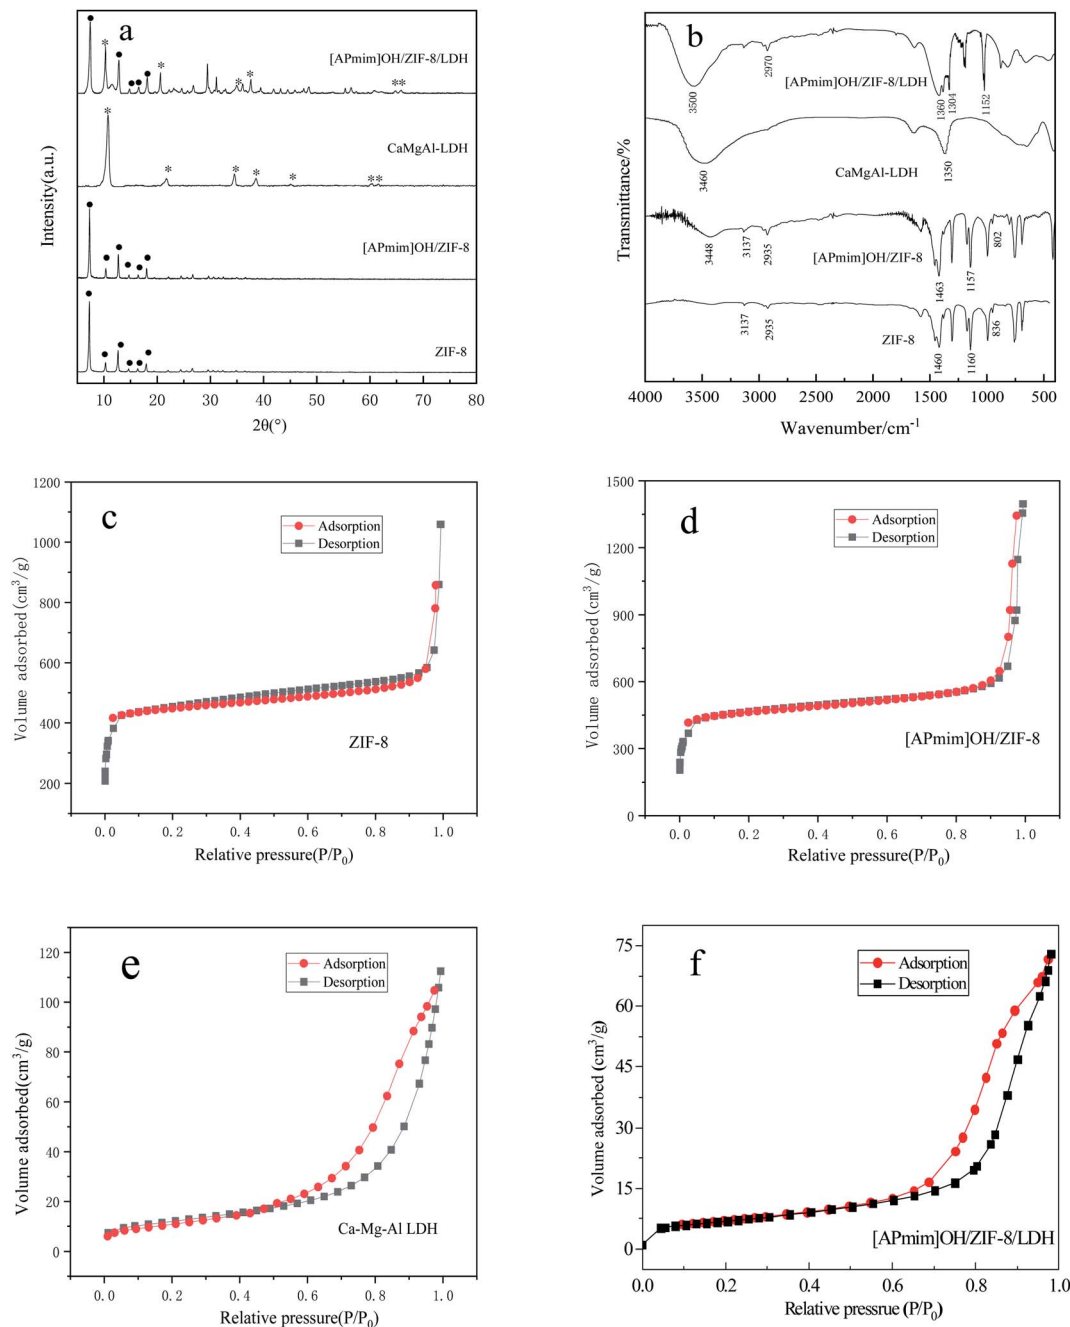 a
[APmim]OH/ZIF-8/LDH
CaMgAl-LDH
[APmim]OH/ZIF-8
ZIF-8
Intensity(a.u.)
10 20 30 40 50 60 70 80
2θ(°)
b
2970
[APmim]OH/ZIF-8/LDH
3500
1360
1304
1152
CaMgAl-LDH
3460
1350
3448
3137
2935
[APmim]OH/ZIF-8
802
1463
1157
3137
2935
ZIF-8
836
1460
1160
Transmittance/%
4000 3500 3000 2500 2000 1500 1000 500
Wavenumber/cm⁻¹
c
Adsorption
Desorption
ZIF-8
Volume adsorbed(cm³/g)
1200
1000
800
600
400
200
0.0 0.2 0.4 0.6 0.8 1.0
Relative pressure(P/P₀)
d
Adsorption
Desorption
[APmim]OH/ZIF-8
Volume adsorbed(cm³/g)
1500
1200
900
600
300
0
0.0 0.2 0.4 0.6 0.8 1.0
Relative pressure(P/P₀)
e
Adsorption
Desorption
Ca-Mg-Al LDH
Volume adsorbed(cm³/g)
120
100
80
60
40
20
0
0.0 0.2 0.4 0.6 0.8 1.0
Relative pressure(P/P₀)
f
Adsorption
Desorption
[APmim]OH/ZIF-8/LDH
Volume adsorbed (cm³/g)
75
60
45
30
15
0
0.0 0.2 0.4 0.6 0.8 1.0
Relative pressrue (P/P₀)